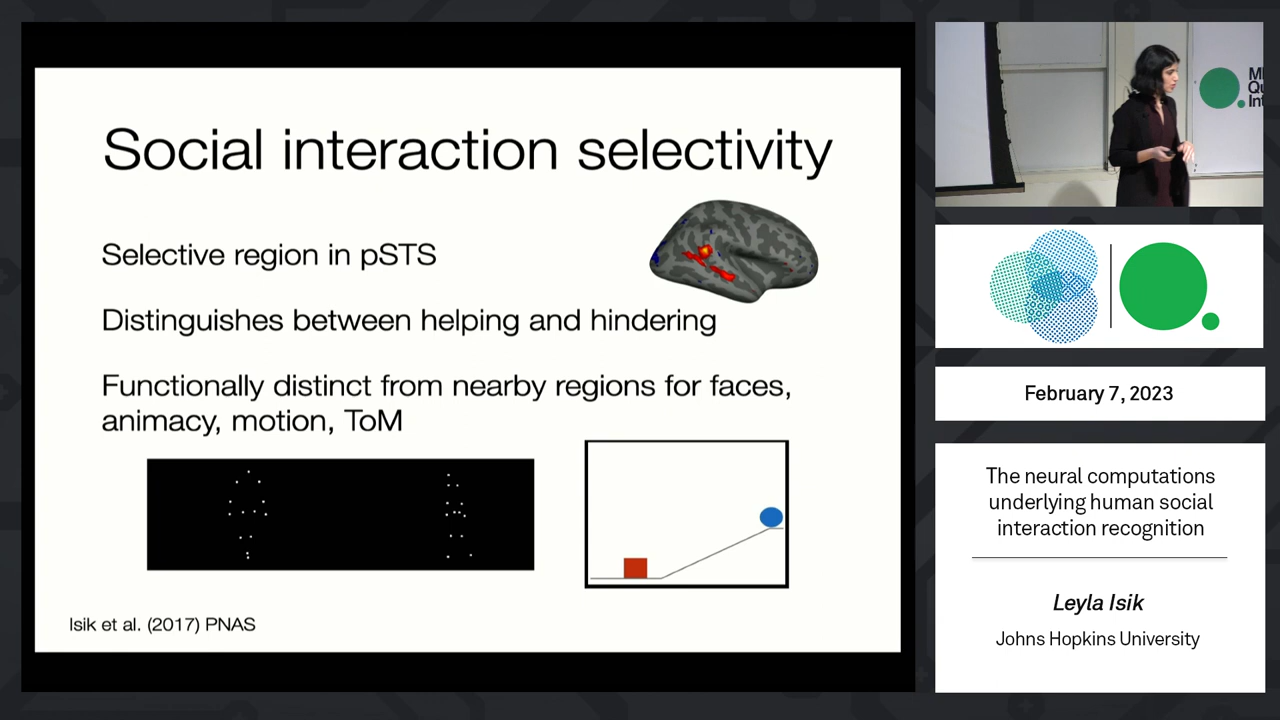 Social interaction selectivity
Selective region in pSTS
Distinguishes between helping and hindering
Functionally distinct from nearby regions for faces,
animacy, motion, ToM
Isik et al. (2017) PNAS
February 7, 2023
The neural computations
underlying human social
interaction recognition
Leyla Isik
Johns Hopkins University